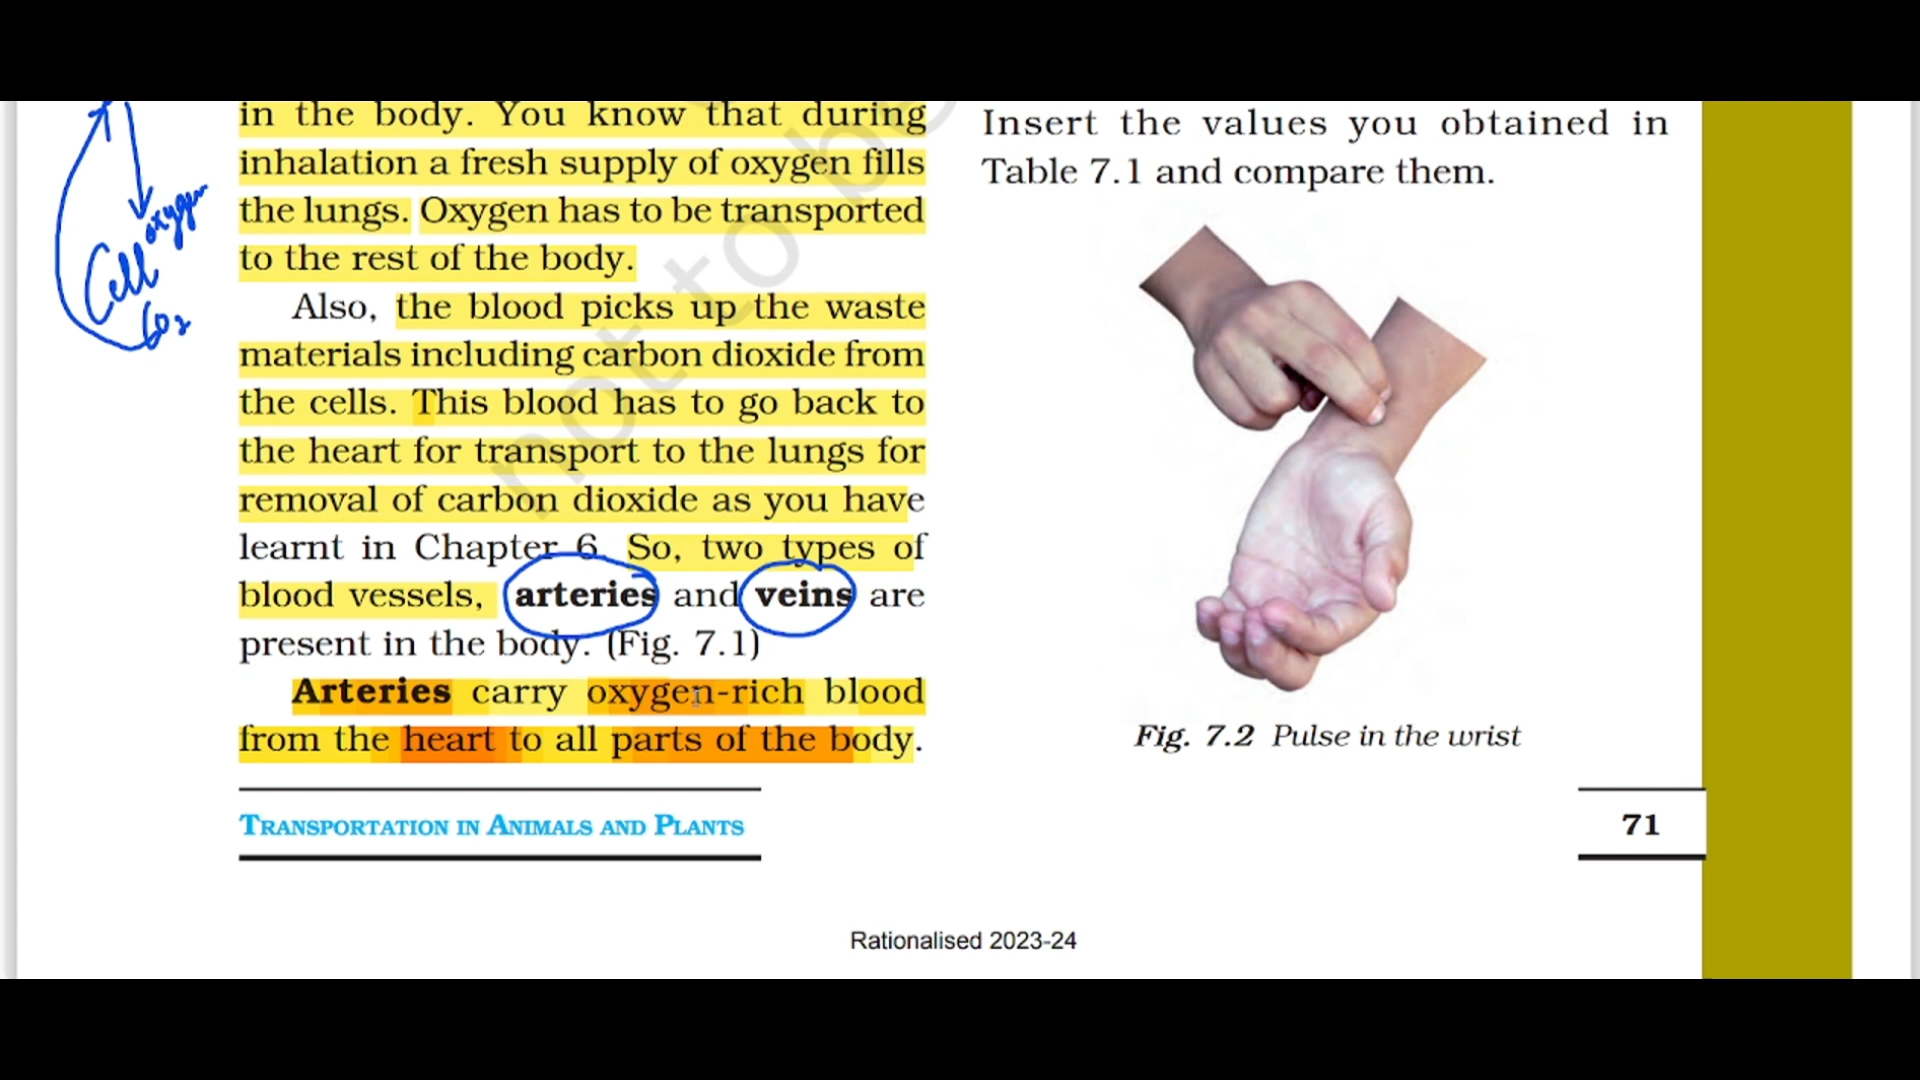 in the body. You know that during
inhalation a fresh supply of oxygen fills
the lungs. Oxygen has to be transported
to the rest of the body.
Also, the blood picks up the waste
materials including carbon dioxide from
the cells. This blood has to go back to
the heart for transport to the lungs for
removal of carbon dioxide as you have
learnt in Chapter 6. So, two types of
blood vessels, arteries and veins are
present in the body. (Fig. 7.1)
Arteries carry oxygen-rich blood
from the heart to all parts of the body.
oxygen
Cell
CO2
not to be
Insert the values you obtained in
Table 7.1 and compare them.
Fig. 7.2 Pulse in the wrist
TRANSPORTATION IN ANIMALS AND PLANTS
71
Rationalised 2023-24